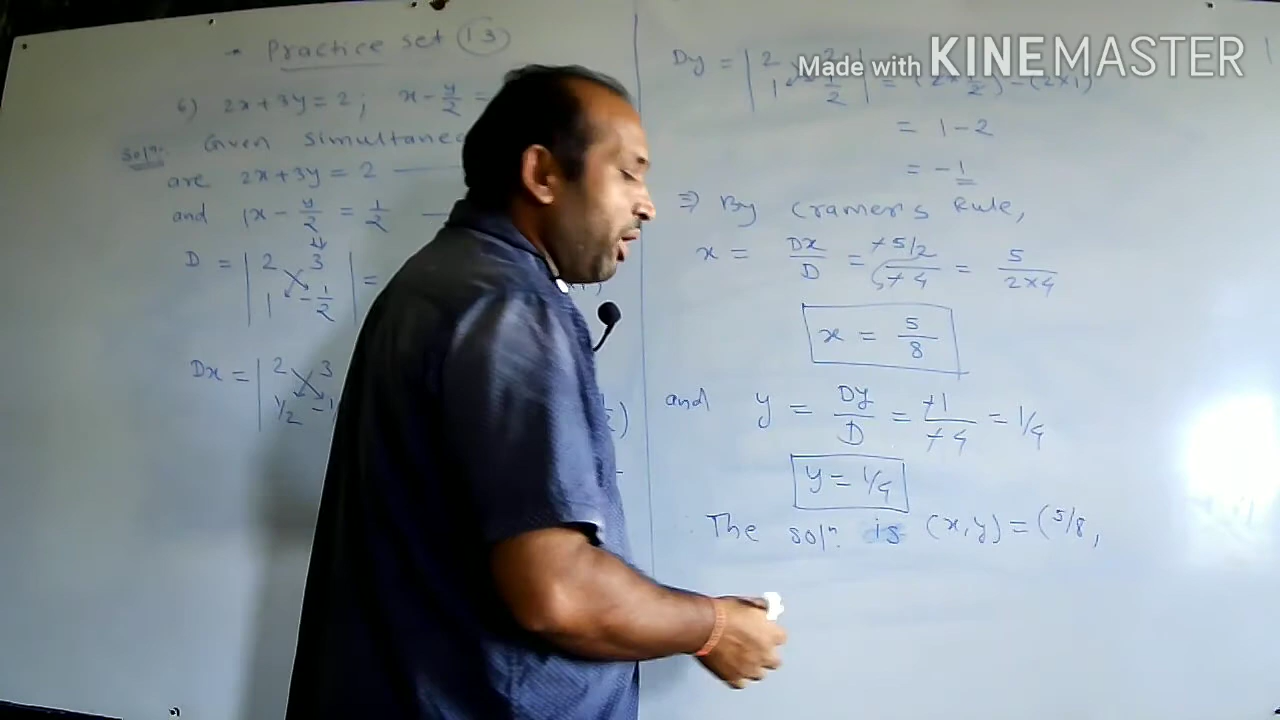 * Practice set 13
6) 2x+3y=2; x-y/2=
Soln. Given simultaneo
are 2x+3y=2
and 1x-y/2=1/2
D = |2 3|
|1 -1/2| =
Dx = |2 3
|1/2 -1
Dy = |2 2|
|1 1/2| = (2x1/2)-(2x1)
= 1-2
= -1
⇒ By Cramer's Rule,
x = Dx/D = -5/2/-4 = 5/2×4
x = 5/8
and y = Dy/D = -1/-4 = 1/4
y = 1/4
The soln. is (x,y) = (5/8,
Made with KINEMASTER